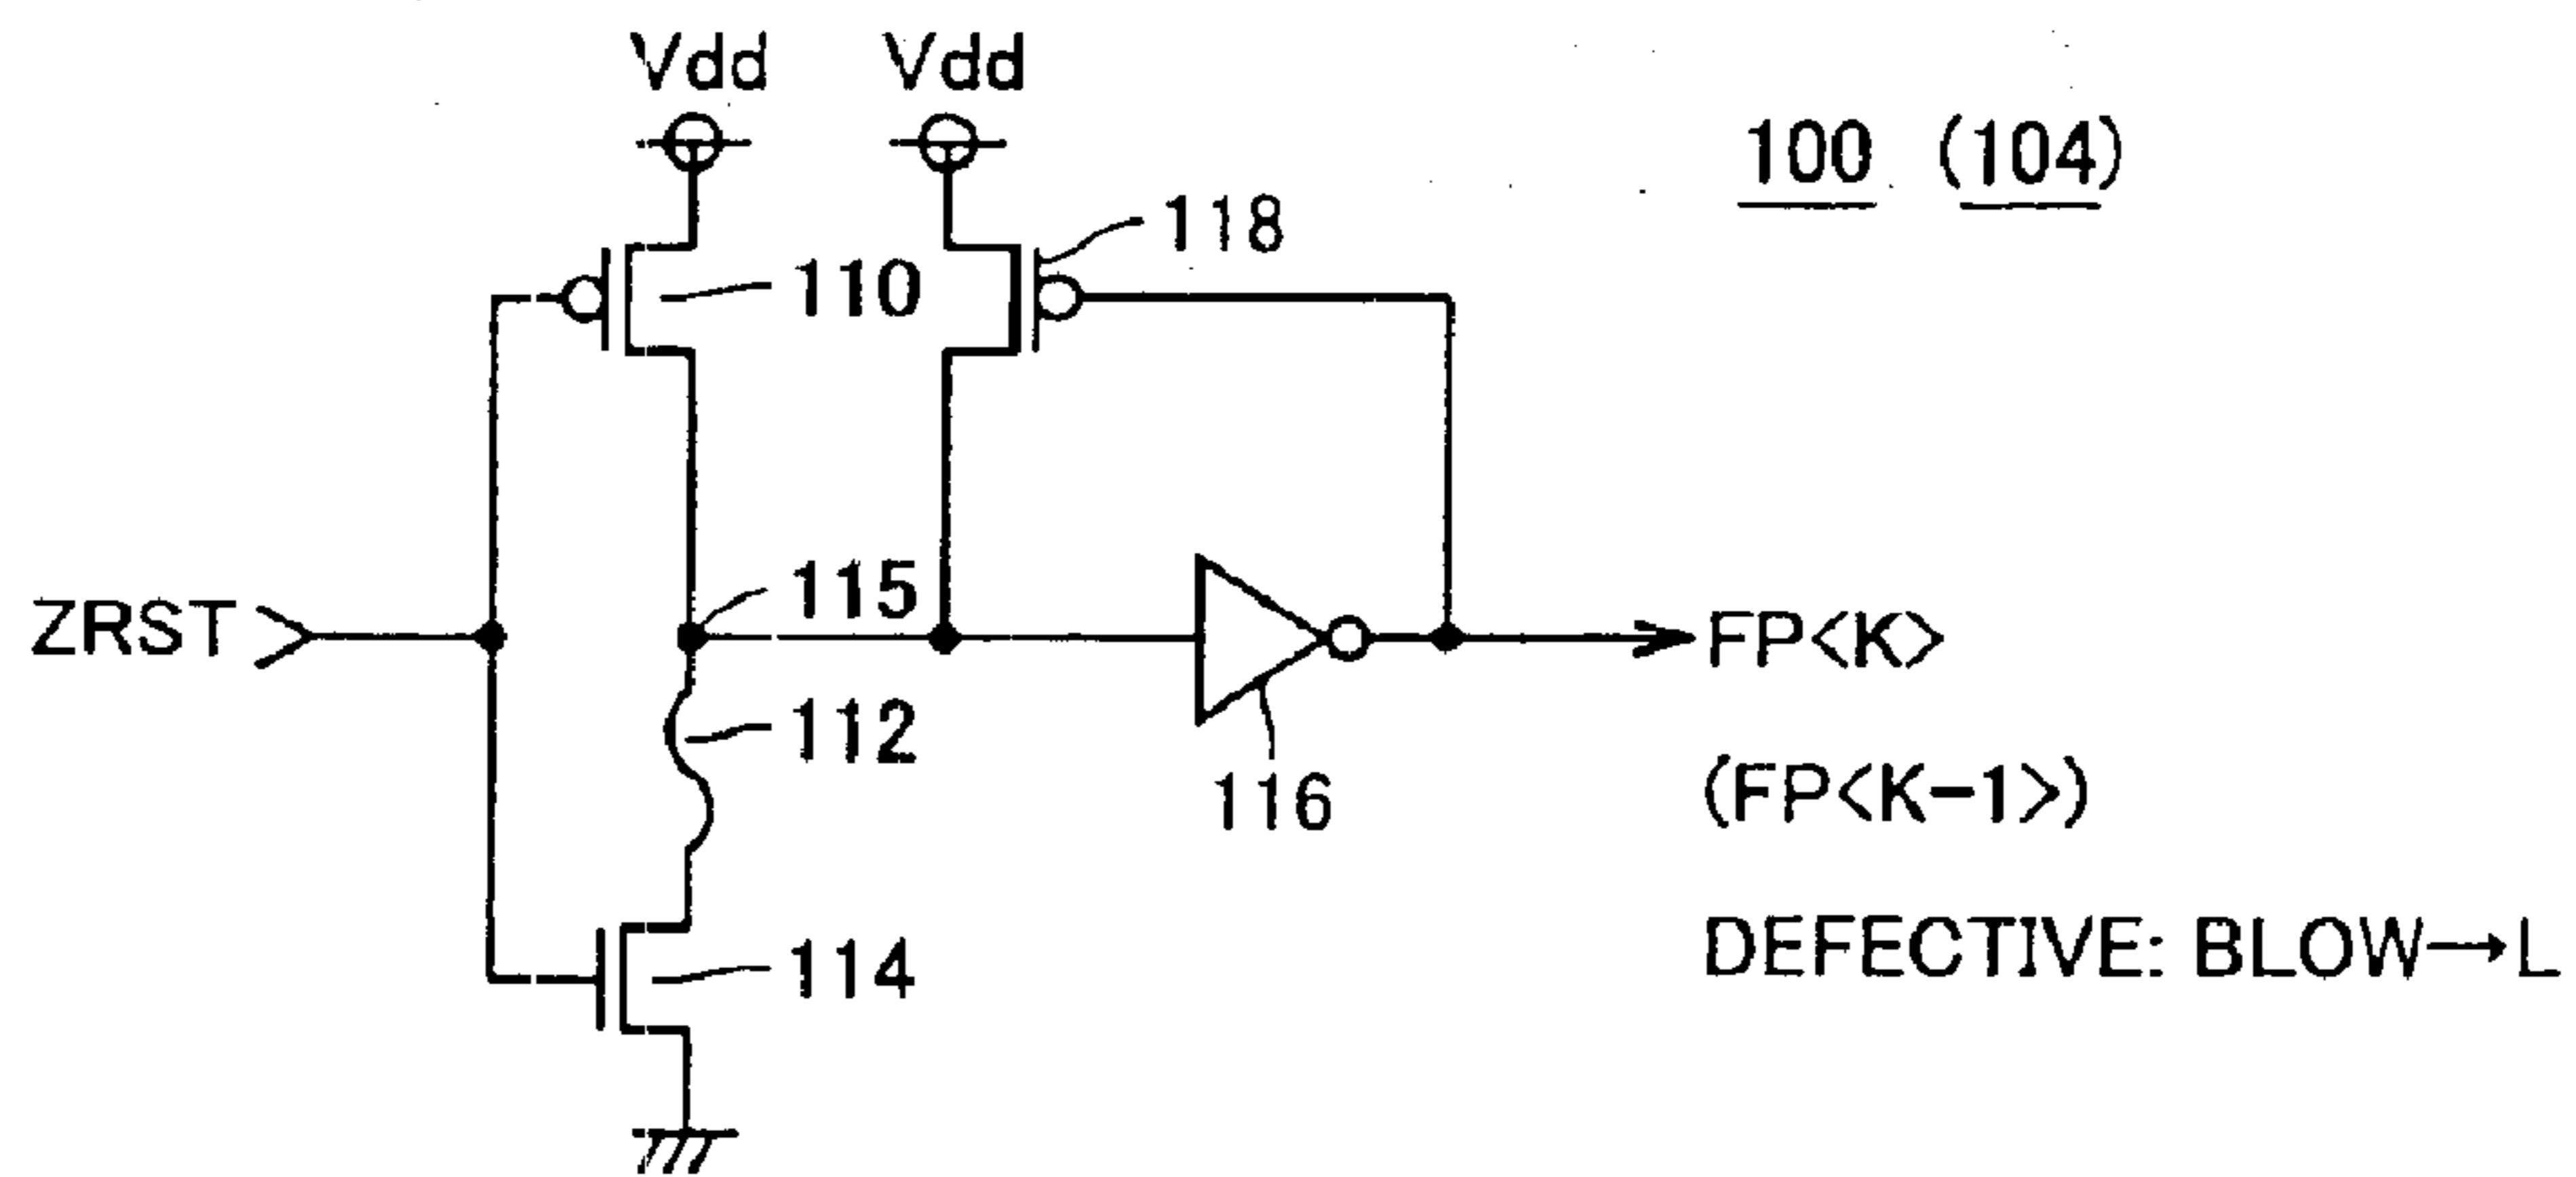 Vdd Vdd
100 (104)
118
110
ZRST
115
FP<K>
112
116
(FP<K-1>)
114
DEFECTIVE: BLOW→L